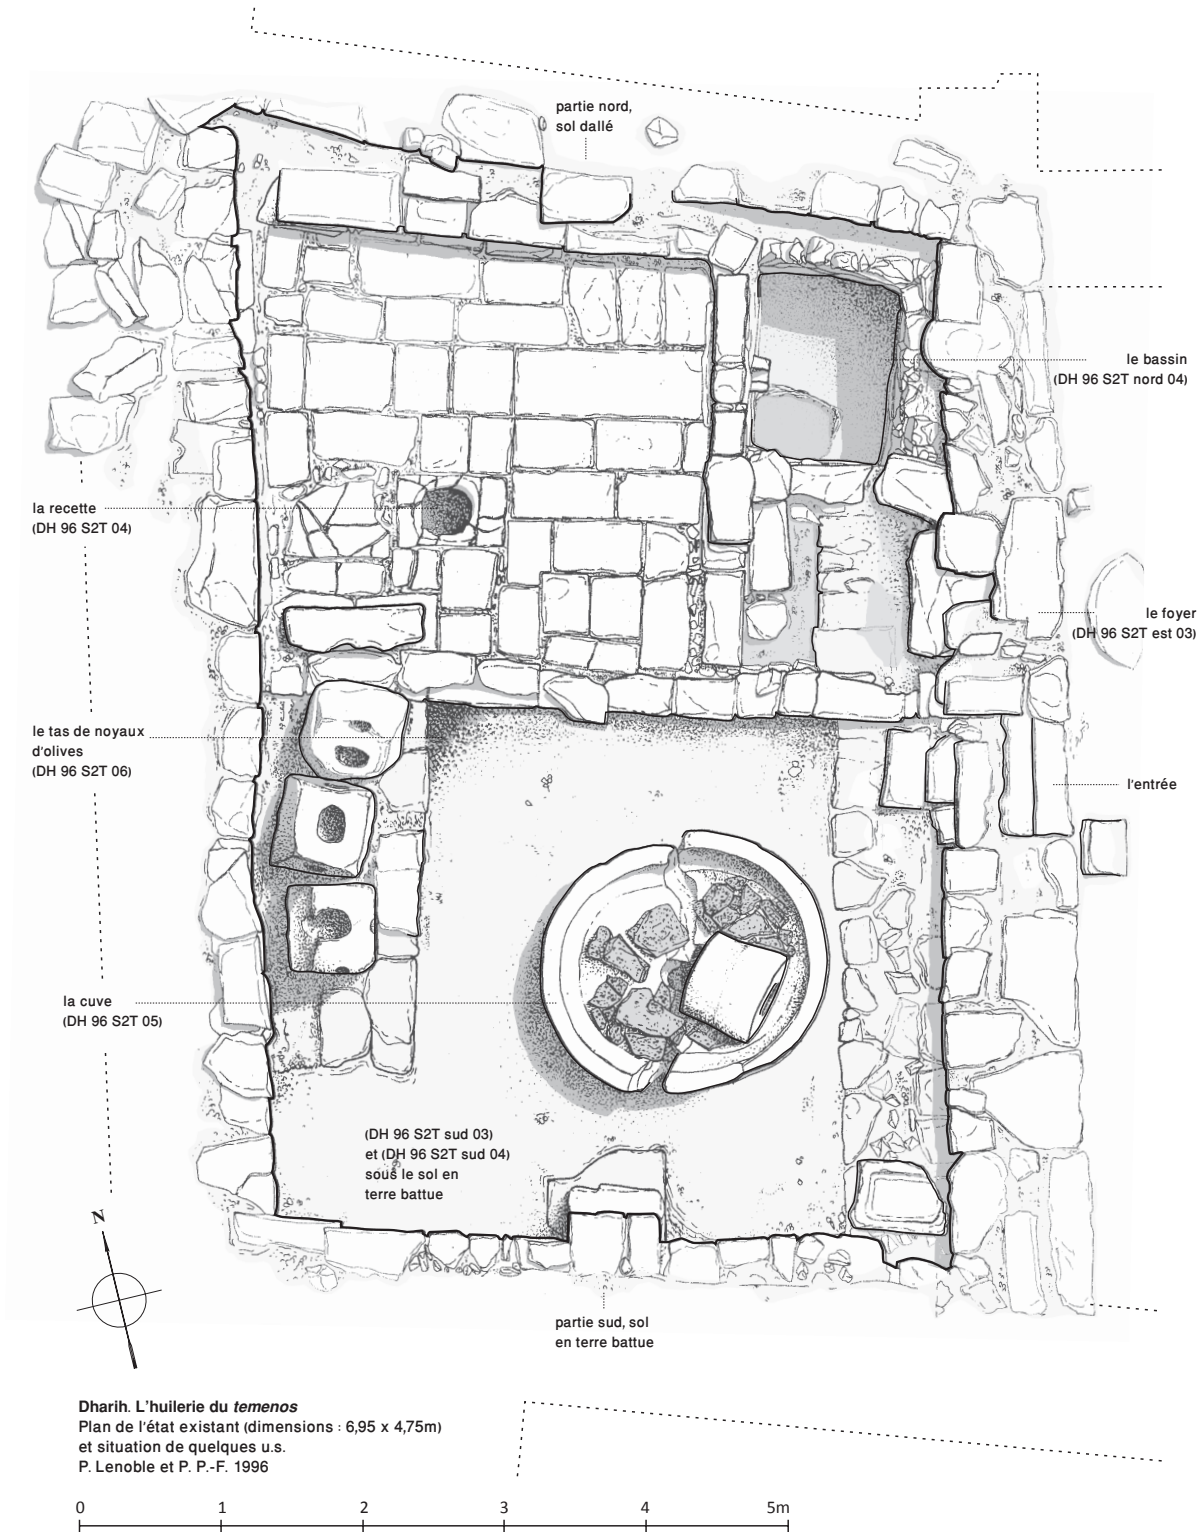 partie nord,
sol dallé
le bassin
(DH 96 S2T nord 04)
la recette
(DH 96 S2T 04)
le foyer
(DH 96 S2T est 03)
le tas de noyaux
d'olives
(DH 96 S2T 06)
l'entrée
la cuve
(DH 96 S2T 05)
(DH 96 S2T sud 03)
et (DH 96 S2T sud 04)
sous le sol en
terre battue
N
partie sud, sol
en terre battue
Dharih. L'huilerie du temenos
Plan de l'état existant (dimensions : 6,95 x 4,75m)
et situation de quelques u.s.
P. Lenoble et P. P.-F. 1996
0 1 2 3 4 5m